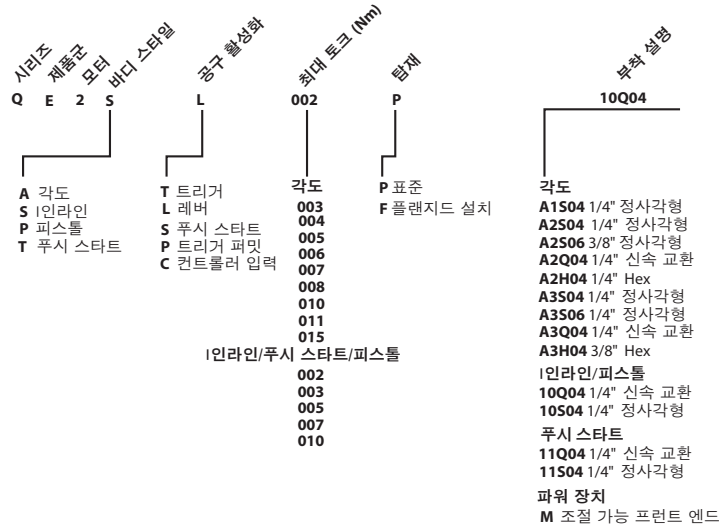 시리즈
제품군
모터
바디 스타일
공구 활성화
최대 토크 (Nm)
탑재
부착 설명
Q E 2 S L 002 P 10Q04
A 각도
S I인라인
P 피스톨
T 푸시 스타트
T 트리거
L 레버
S 푸시 스타트
P 트리거 퍼밋
C 컨트롤러 입력
각도
003
004
005
006
007
008
010
011
015
I인라인/푸시 스타트/피스톨
002
003
005
007
010
P 표준
F 플랜지드 설치
각도
A1S04 1/4" 정사각형
A2S04 1/4" 정사각형
A2S06 3/8" 정사각형
A2Q04 1/4" 신속 교환
A2H04 1/4" Hex
A3S04 1/4" 정사각형
A3S06 1/4" 정사각형
A3Q04 1/4" 신속 교환
A3H04 3/8" Hex
I인라인/피스톨
10Q04 1/4" 신속 교환
10S04 1/4" 정사각형
푸시 스타트
11Q04 1/4" 신속 교환
11S04 1/4" 정사각형
파워 장치
M 조절 가능 프런트 엔드